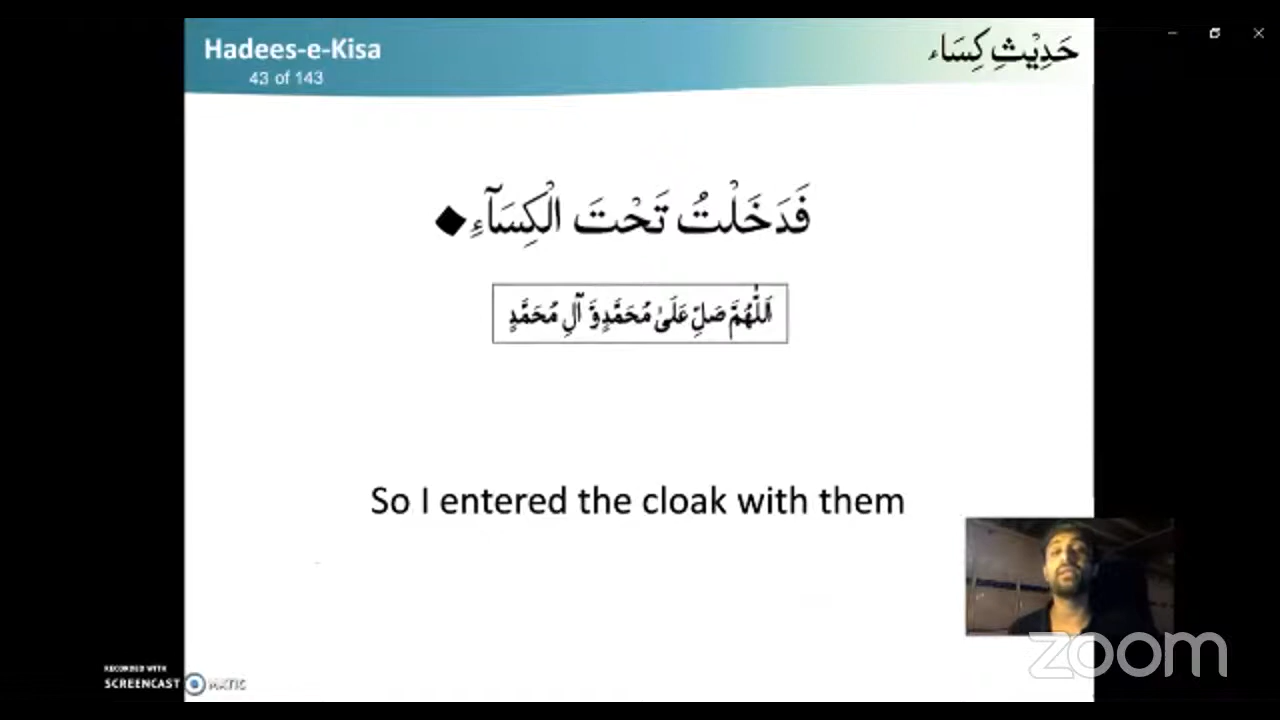 Hadees-e-Kisa
حَدِيْثِ كِسَاء
43 of 143
فَدَخَلْتُ تَحْتَ الْكِسَآءِ◆
اَللّٰهُمَّ صَلِّ عَلَىٰ مُحَمَّدٍ وَّ آلِ مُحَمَّدٍ
So I entered the cloak with them
zoom
RECORDED WITH
SCREENCAST MATIC